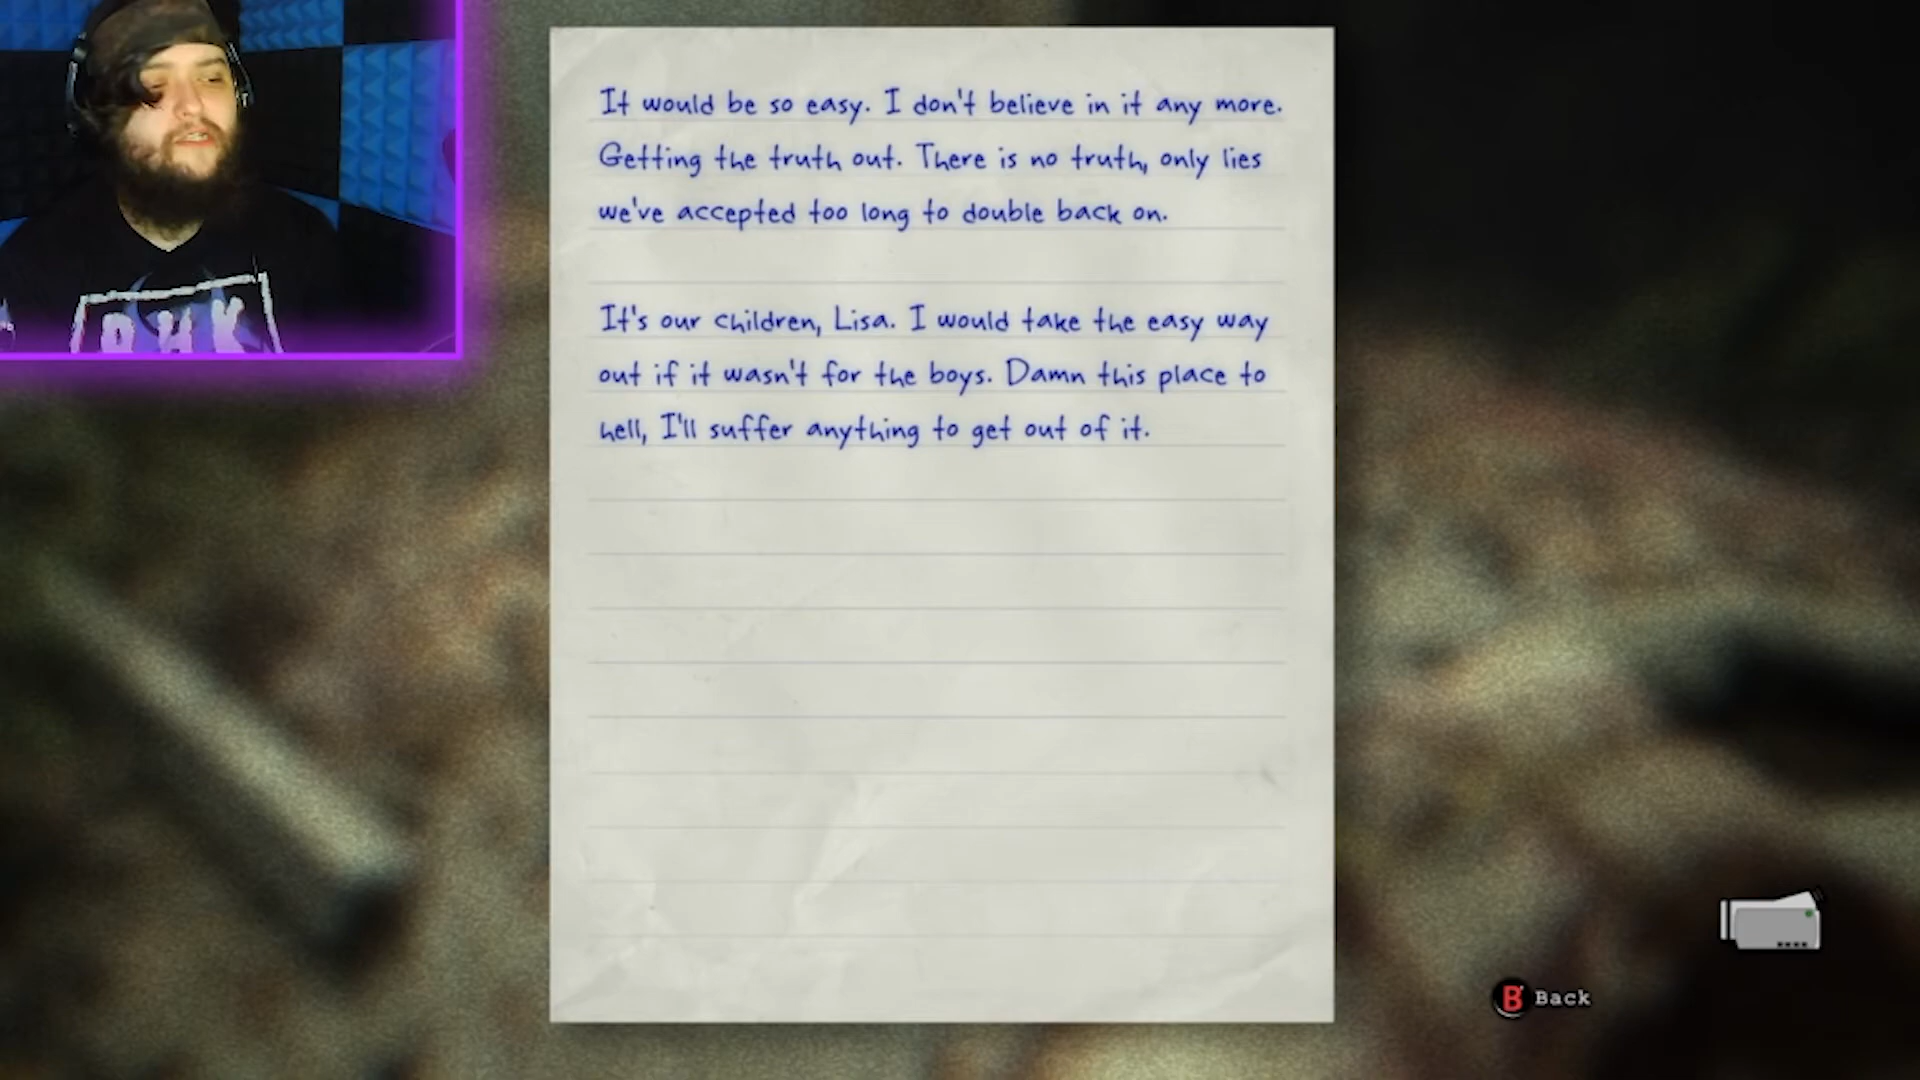 It would be so easy. I don't believe in it any more.
Getting the truth out. There is no truth, only lies
we've accepted too long to double back on.
It's our children, Lisa. I would take the easy way
out if it wasn't for the boys. Damn this place to
hell, I'll suffer anything to get out of it.
B Back